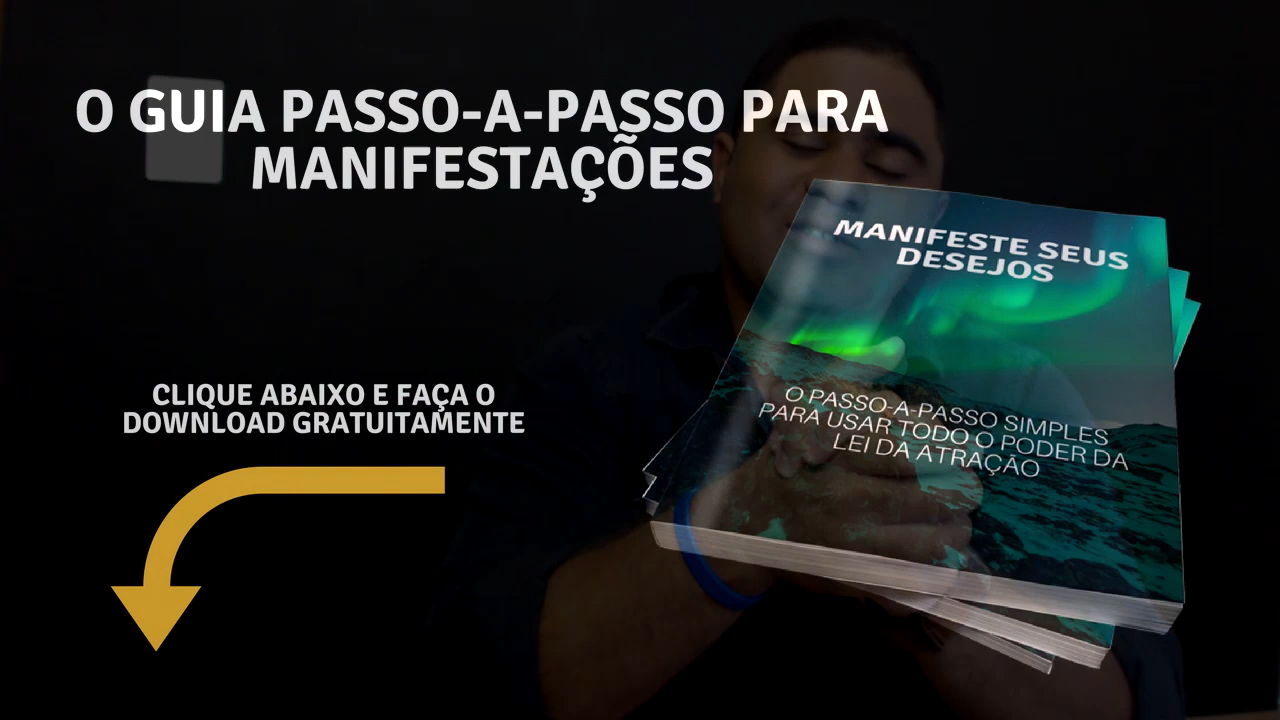 O GUIA PASSO-A-PASSO PARA
MANIFESTAÇÕES
MANIFESTE SEUS
DESEJOS
CLIQUE ABAIXO E FAÇA O
DOWNLOAD GRATUITAMENTE
O PASSO-A-PASSO SIMPLES
PARA USAR TODO O PODER DA
LEI DA ATRAÇÃO